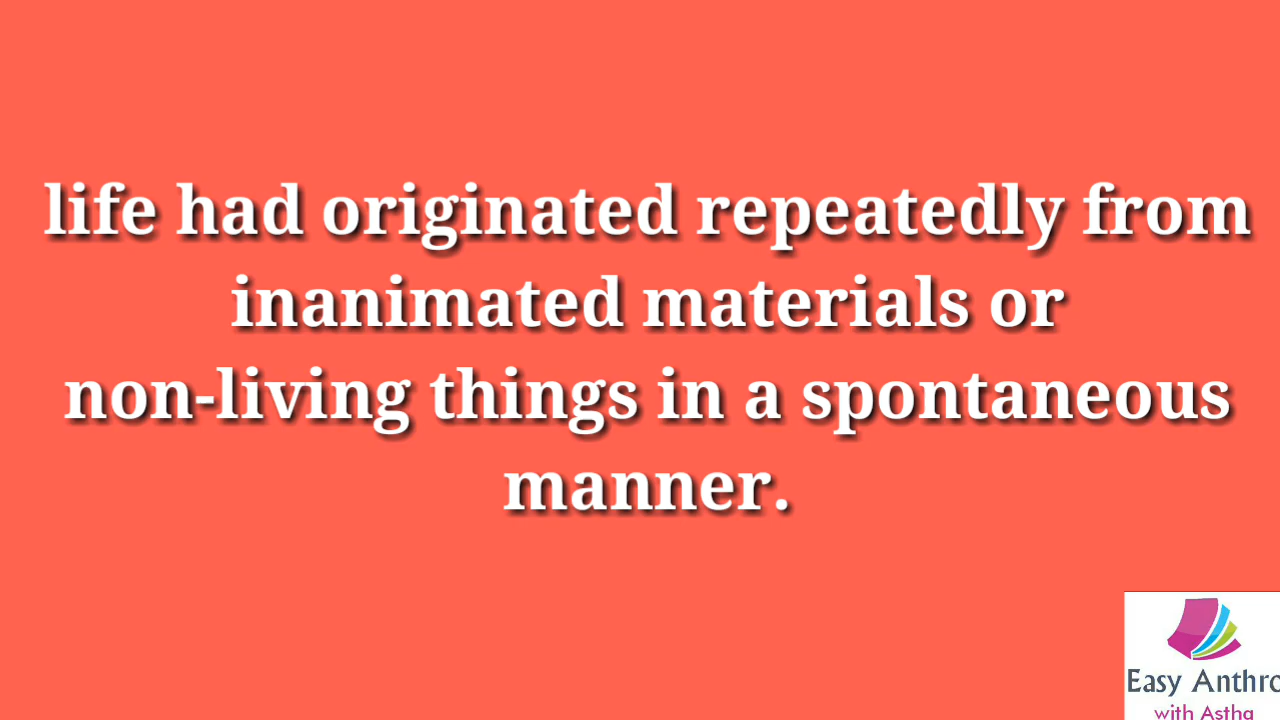 life had originated repeatedly from
inanimated materials or
non-living things in a spontaneous
manner.
Easy Anthro
with Astha